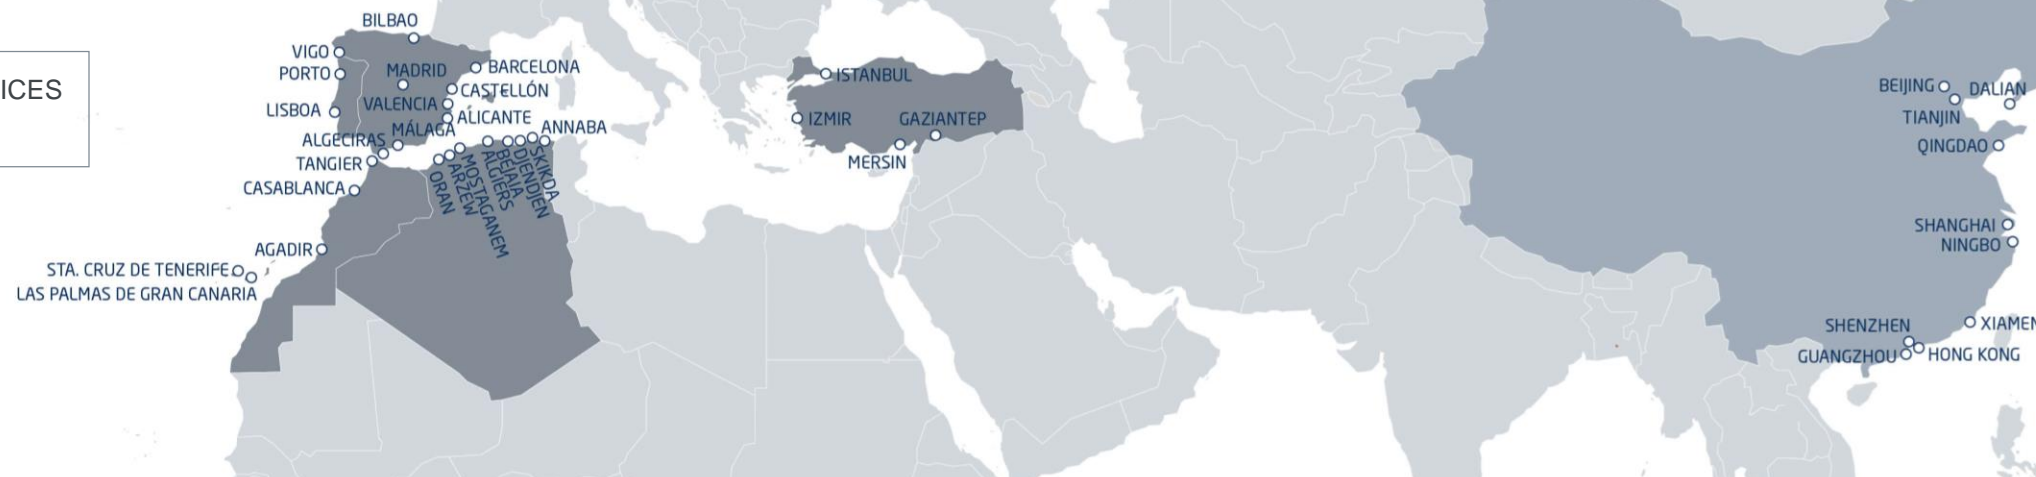 ICES
BILBAO
VIGO
PORTO
MADRID
BARCELONA
CASTELLÓN
LISBOA
VALENCIA
ALICANTE
ALGECIRAS
MÁLAGA
ANNABA
TANGIER
CASABLANCA
ORAN
ARZEW
MOSTAGANEM
ALGIERS
BEJAIA
DJENDJEN
SKIKDA
AGADIR
STA. CRUZ DE TENERIFE
LAS PALMAS DE GRAN CANARIA
ISTANBUL
IZMIR
GAZIANTEP
MERSIN
BEIJING
DALIAN
TIANJIN
QINGDAO
SHANGHAI
NINGBO
SHENZHEN
XIAMEN
GUANGZHOU
HONG KONG